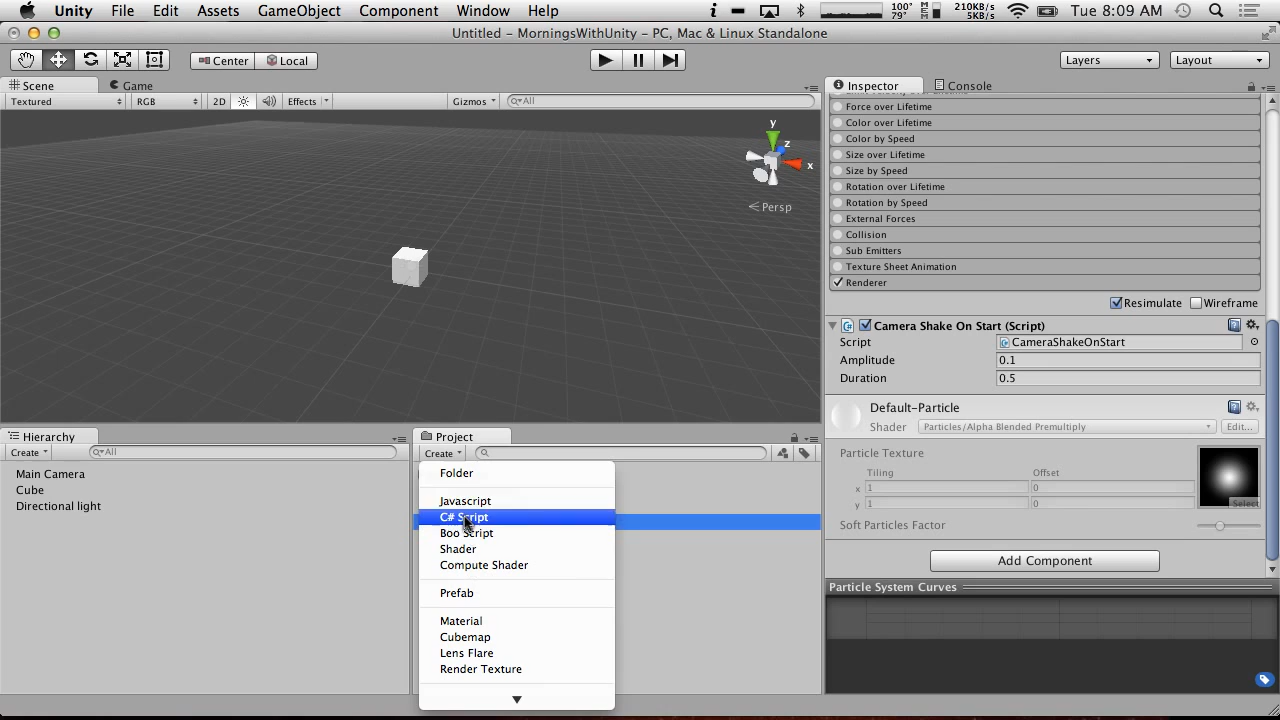 Unity File Edit Assets GameObject Component Script Window Help 100° 79° MEM 210KB/s 5KB/s Tue 8:09 AM
Untitled - MorningsWithUnity - PC, Mac & Linux Standalone
Center Local Layers Layout
Scene Game Inspector Console
Textured RGB 2D Effects Gizmos All
Force over Lifetime
Color over Lifetime
Color by Speed
Size over Lifetime
Size by Speed
Rotation over Lifetime
Rotation by Speed
External Forces
Collision
Sub Emitters
Texture Sheet Animation
Renderer
Resimulate Wireframe
y
z
x
Persp
Camera Shake On Start (Script)
Script CameraShakeOnStart
Amplitude 0.1
Duration 0.5
Default-Particle
Shader Particles/Alpha Blended Premultiply Edit...
Particle Texture
Tiling Offset
x 1 0
y 1 0
Select
Soft Particles Factor
Add Component
Particle System Curves
Hierarchy
Create All
Main Camera
Cube
Directional light
Project
Create
Folder
Javascript
C# Script
Boo Script
Shader
Compute Shader
Prefab
Material
Cubemap
Lens Flare
Render Texture